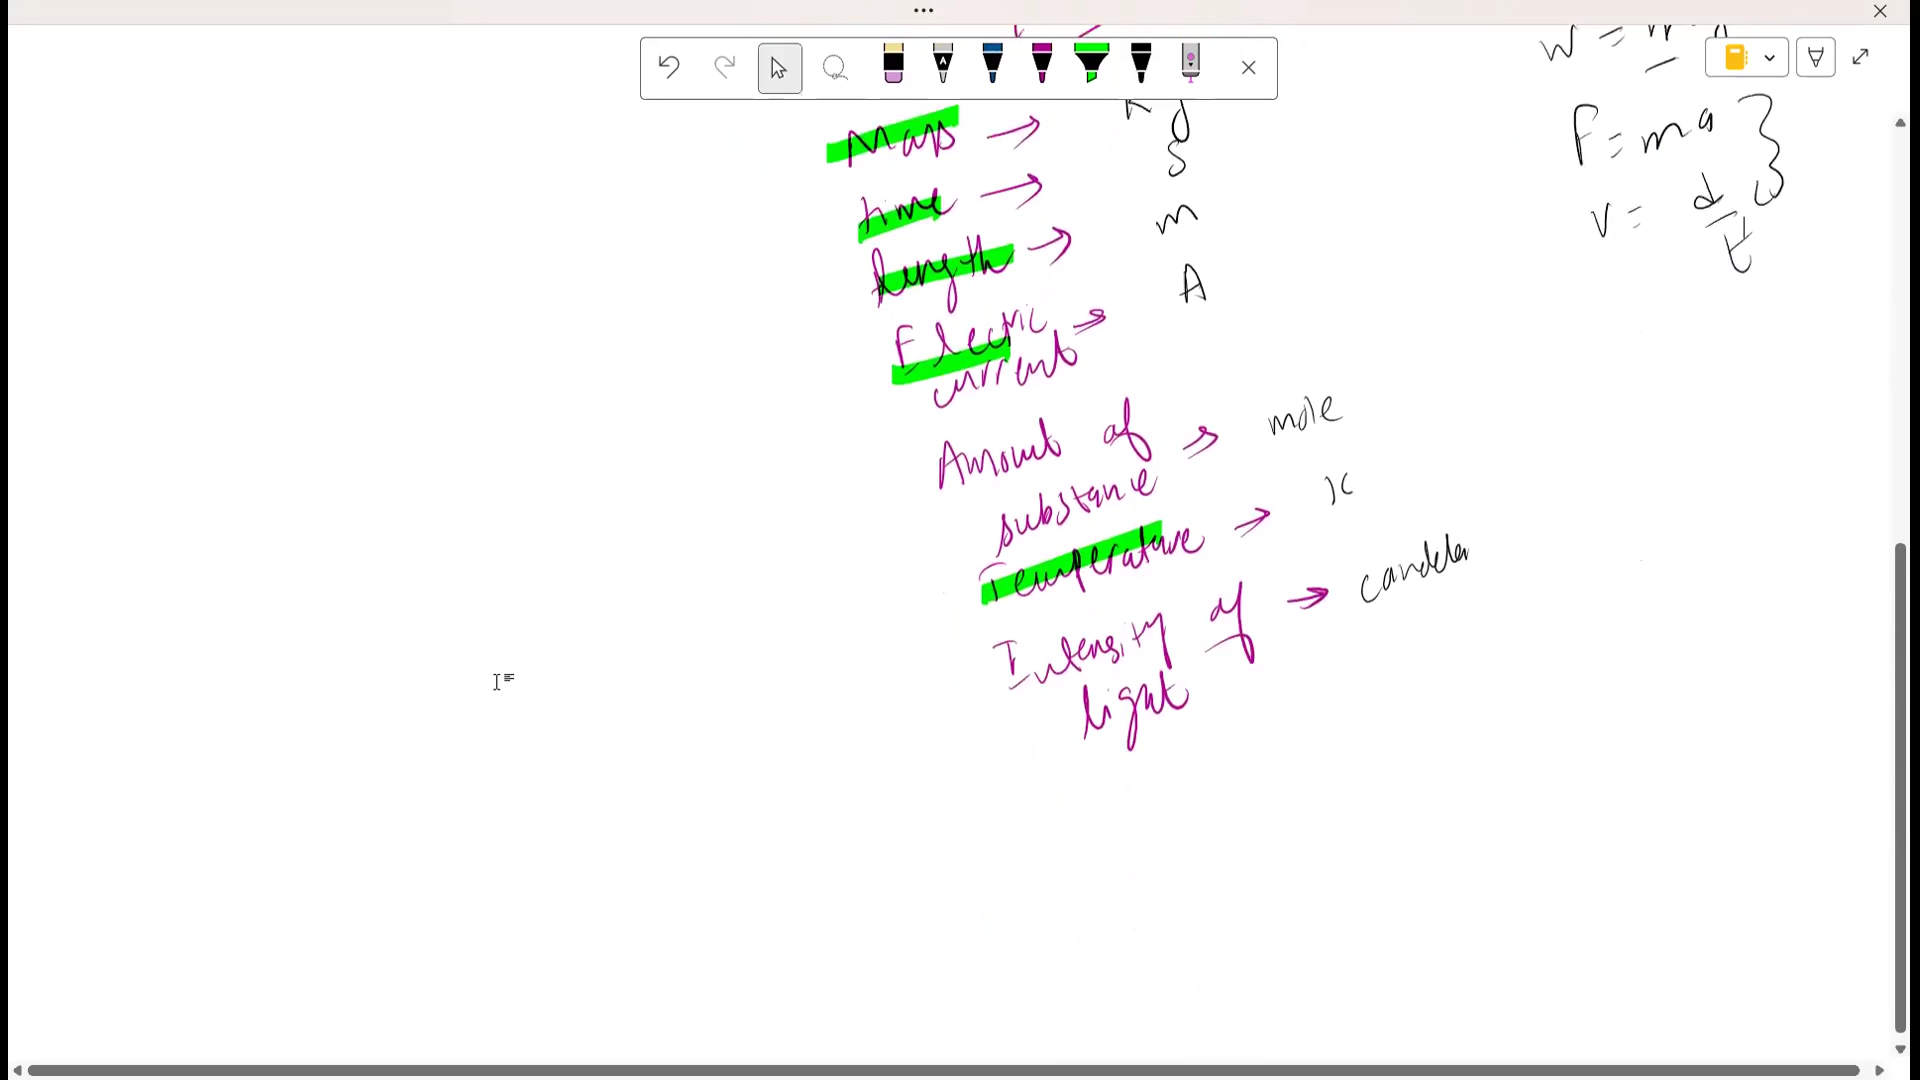 Mass → kg
time → s
length → m
Electric → A
current
Amount of → mole
substance
Temperature → K
Intensity of → candela
light
F = ma
v = d/t